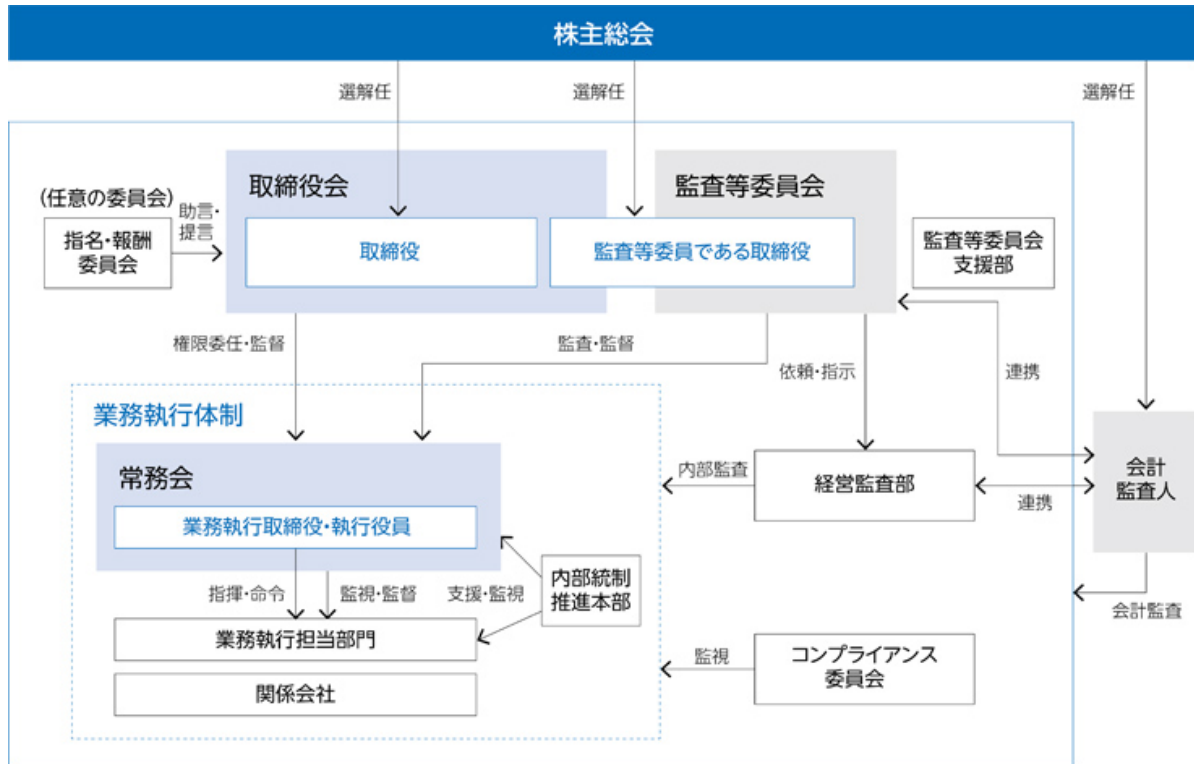 株主総会
選解任
選解任
選解任
取締役会
監査等委員会
(任意の委員会)
助言・
提言
指名・報酬
委員会
取締役
監査等委員である取締役
監査等委員会
支援部
権限委任・監督
監査・監督
依頼・指示
連携
業務執行体制
常務会
業務執行取締役・執行役員
内部監査
経営監査部
連携
会計
監査人
指揮・命令
監視・監督
支援・監視
内部統制
推進本部
会計監査
業務執行担当部門
関係会社
監視
コンプライアンス
委員会